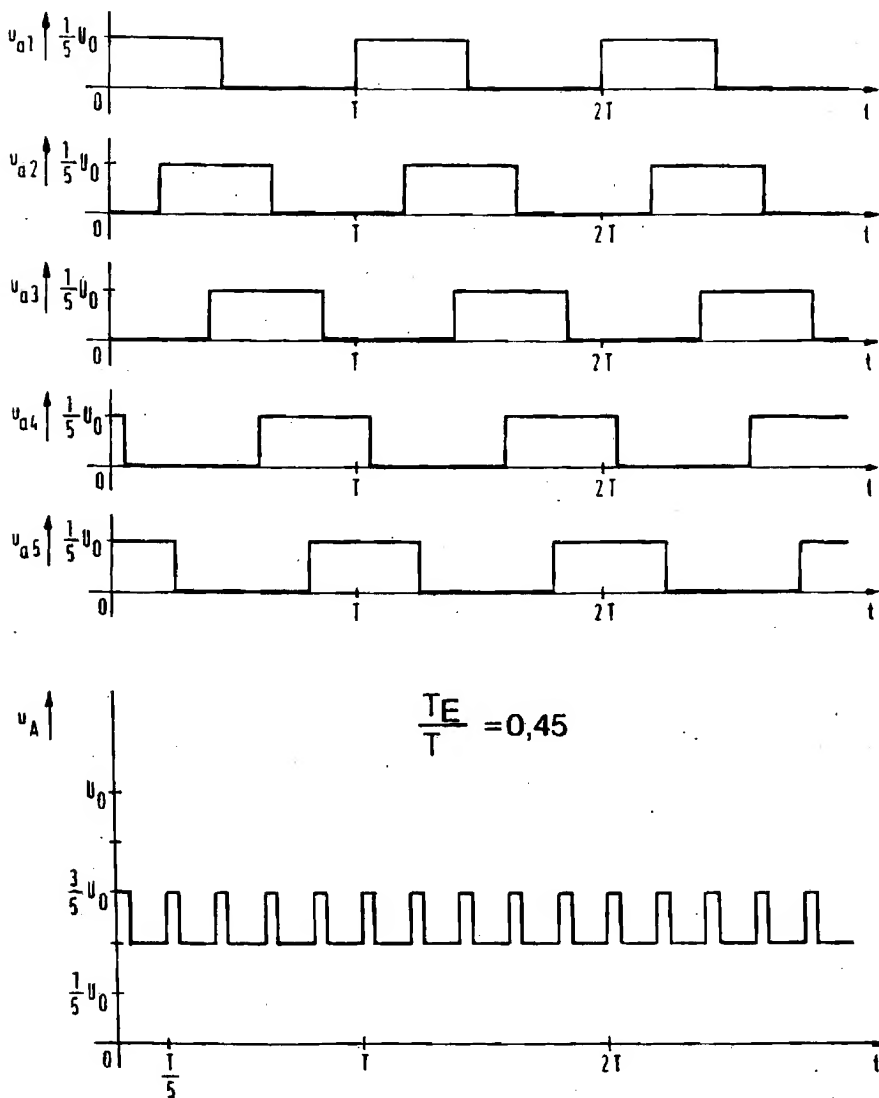 u_a1 1/5 U_0
0 T 2T t
u_a2 1/5 U_0
0 T 2T t
u_a3 1/5 U_0
0 T 2T t
u_a4 1/5 U_0
0 T 2T t
u_a5 1/5 U_0
0 T 2T t
u_A T_E/T =0,45
U_0
3/5 U_0
1/5 U_0
0 T/5 T 2T t